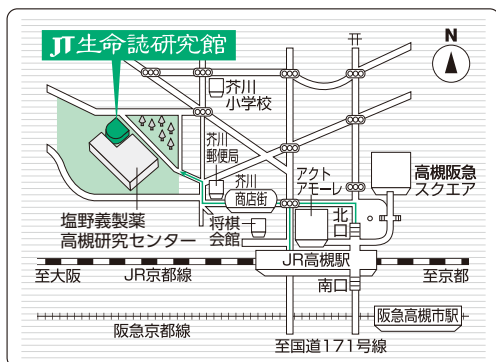 JT生命誌研究館
N
芥川
小学校
芥川
郵便局
アクト
アモーレ
高槻阪急
スクエア
芥川
商店街
北
口
将棋
会館
塩野義製薬
高槻研究センター
JR高槻駅
至大阪
JR京都線
至京都
南口
阪急高槻市駅
阪急京都線
至国道171号線